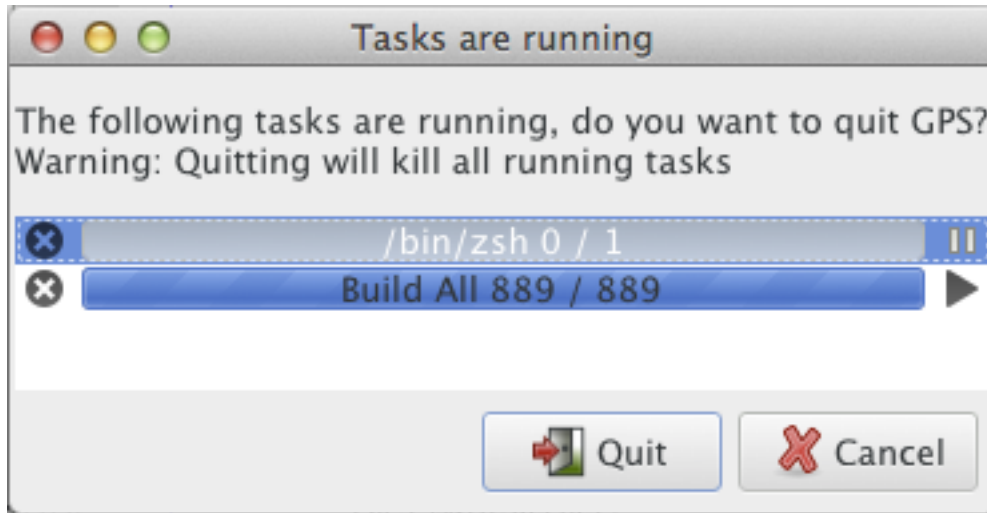 Tasks are running
The following tasks are running, do you want to quit GPS?
Warning: Quitting will kill all running tasks
/bin/zsh 0 / 1
Build All 889 / 889
Quit
Cancel